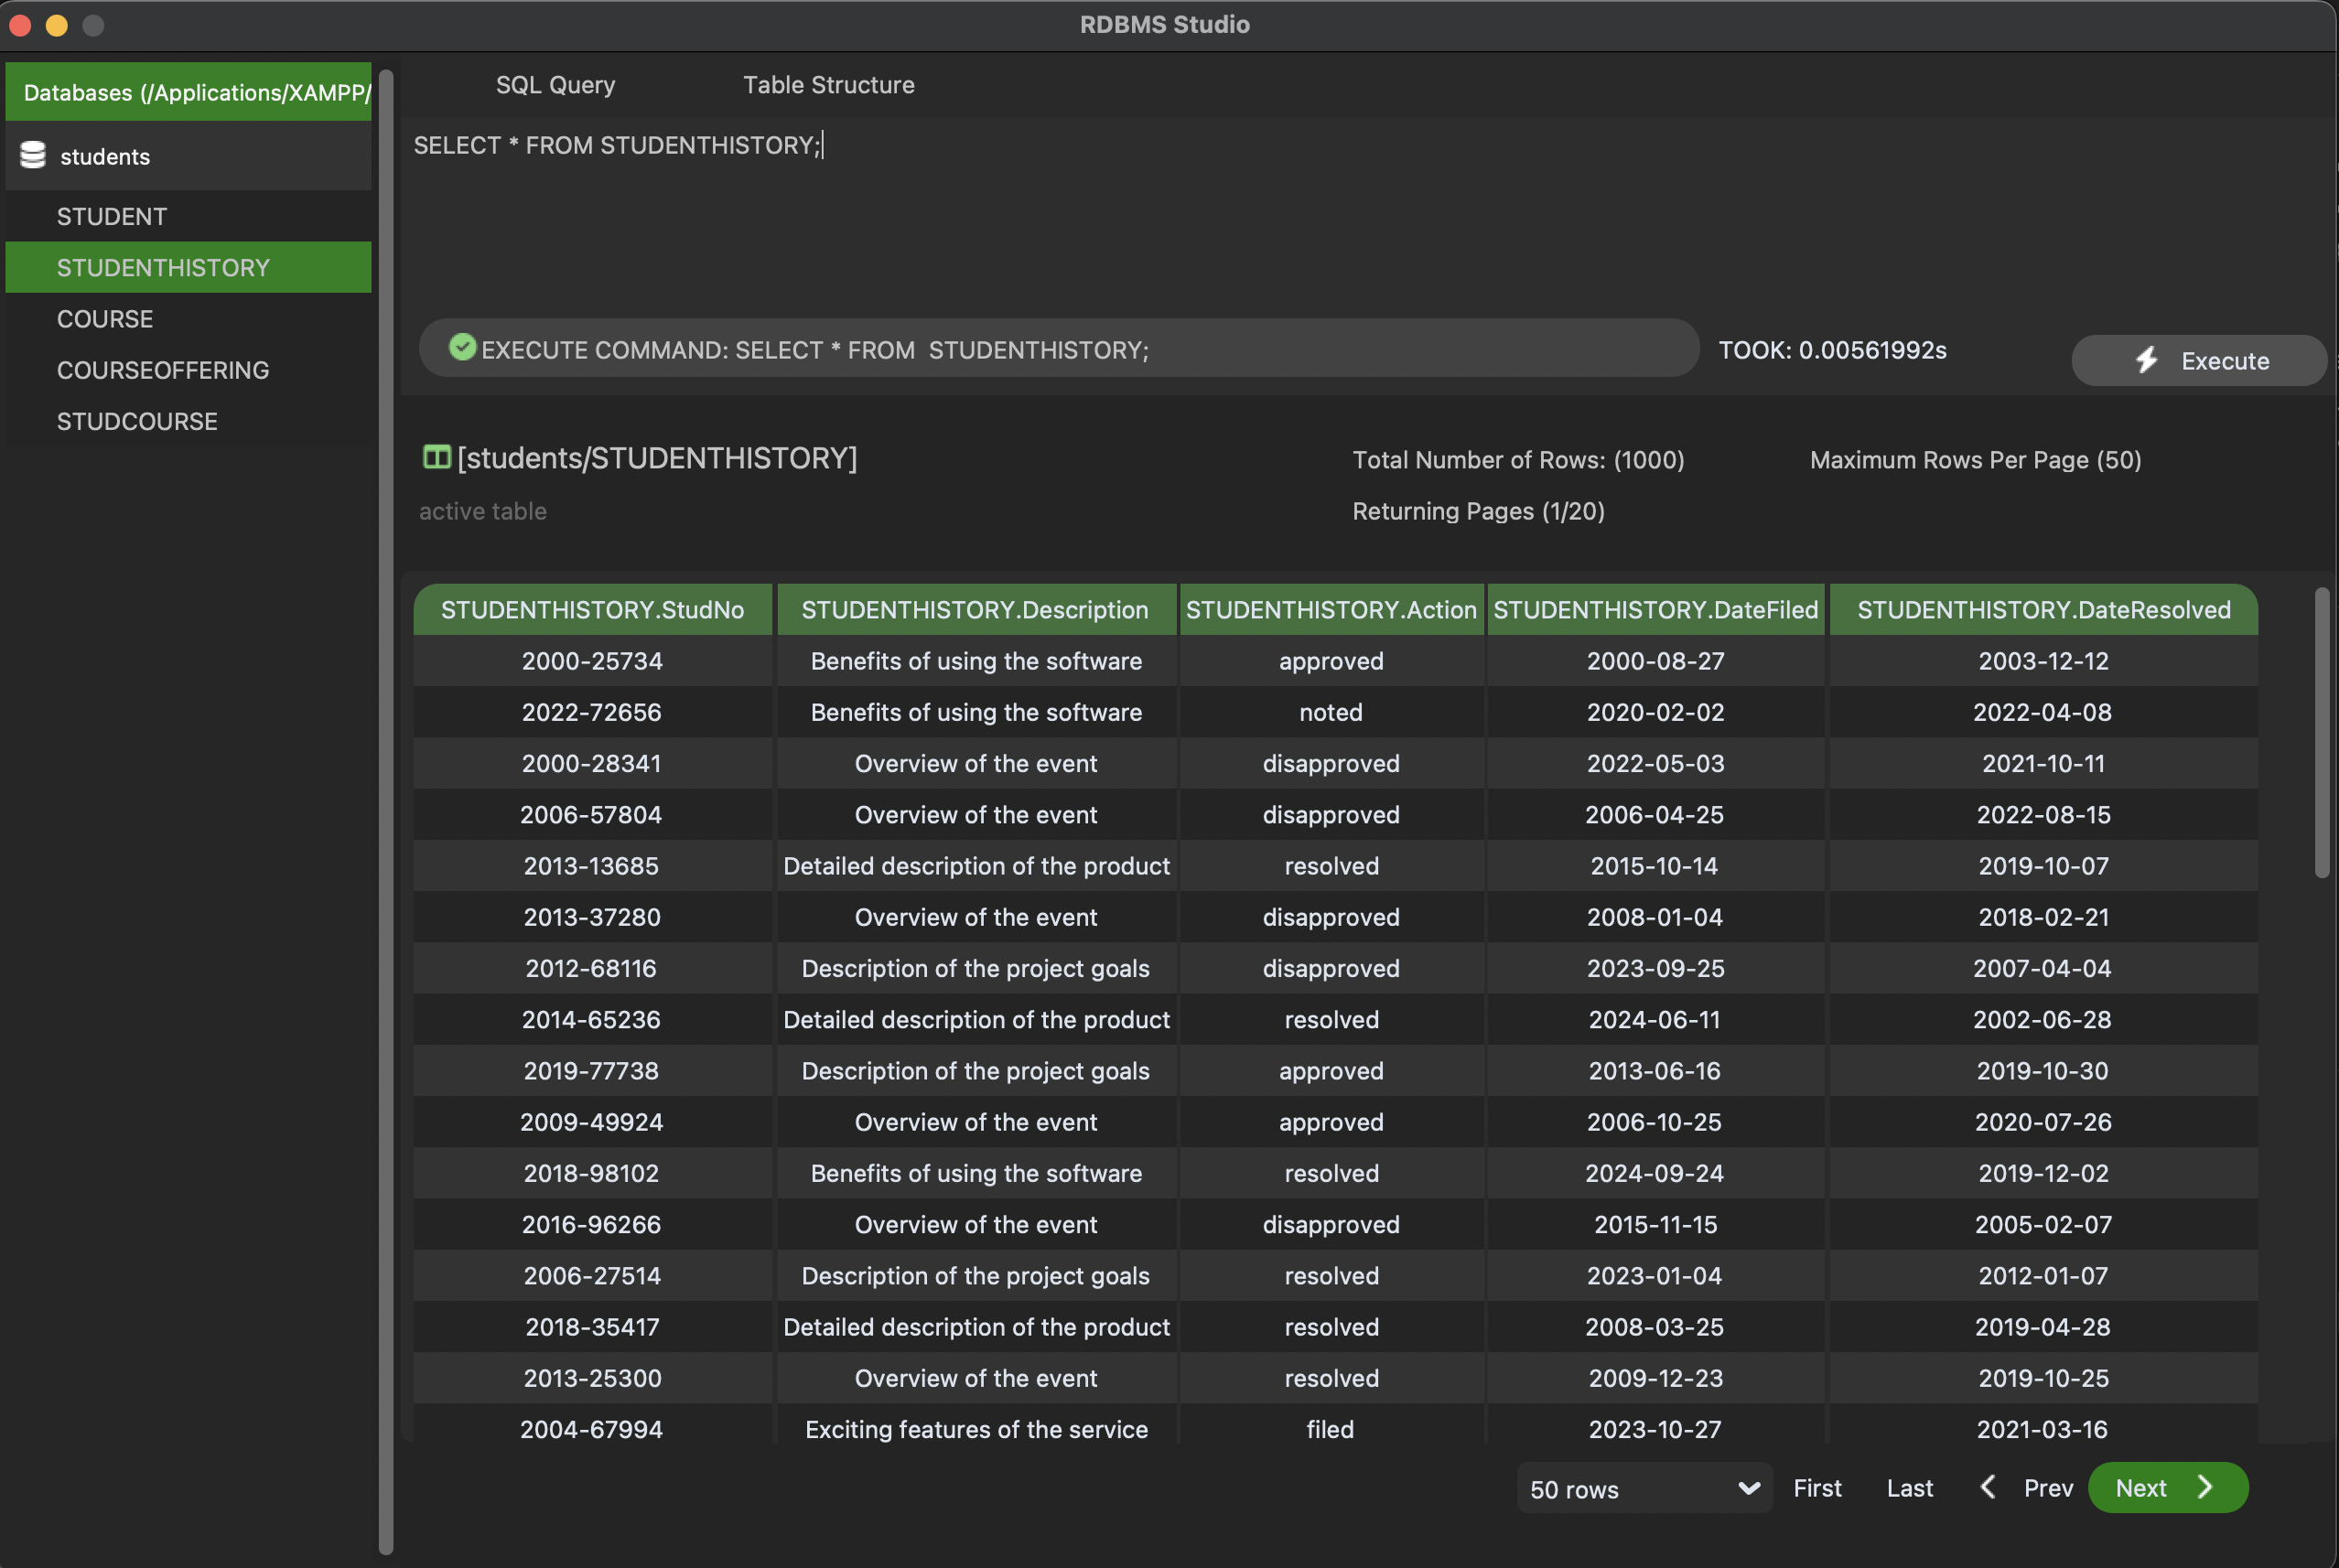 RDBMS Studio
Databases (/Applications/XAMPP/
students
STUDENT
STUDENTHISTORY
COURSE
COURSEOFFERING
STUDCOURSE
SQL Query Table Structure
SELECT * FROM STUDENTHISTORY;
EXECUTE COMMAND: SELECT * FROM  STUDENTHISTORY; TOOK: 0.00561992s Execute
[students/STUDENTHISTORY] Total Number of Rows: (1000) Maximum Rows Per Page (50)
active table Returning Pages (1/20)
STUDENTHISTORY.StudNo STUDENTHISTORY.Description STUDENTHISTORY.Action STUDENTHISTORY.DateFiled STUDENTHISTORY.DateResolved
2000-25734 Benefits of using the software approved 2000-08-27 2003-12-12
2022-72656 Benefits of using the software noted 2020-02-02 2022-04-08
2000-28341 Overview of the event disapproved 2022-05-03 2021-10-11
2006-57804 Overview of the event disapproved 2006-04-25 2022-08-15
2013-13685 Detailed description of the product resolved 2015-10-14 2019-10-07
2013-37280 Overview of the event disapproved 2008-01-04 2018-02-21
2012-68116 Description of the project goals disapproved 2023-09-25 2007-04-04
2014-65236 Detailed description of the product resolved 2024-06-11 2002-06-28
2019-77738 Description of the project goals approved 2013-06-16 2019-10-30
2009-49924 Overview of the event approved 2006-10-25 2020-07-26
2018-98102 Benefits of using the software resolved 2024-09-24 2019-12-02
2016-96266 Overview of the event disapproved 2015-11-15 2005-02-07
2006-27514 Description of the project goals resolved 2023-01-04 2012-01-07
2018-35417 Detailed description of the product resolved 2008-03-25 2019-04-28
2013-25300 Overview of the event resolved 2009-12-23 2019-10-25
2004-67994 Exciting features of the service filed 2023-10-27 2021-03-16
50 rows First Last Prev Next